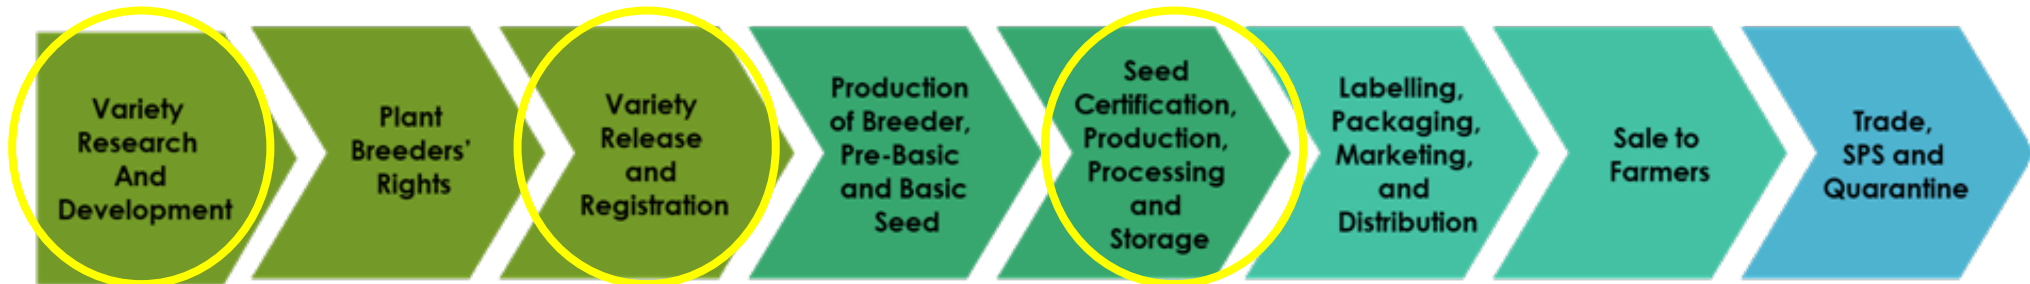 Variety
Research
And
Development
Plant
Breeders'
Rights
Variety
Release
and
Registration
Production
of Breeder,
Pre-Basic
and Basic
Seed
Seed
Certification,
Production,
Processing
and
Storage
Labelling,
Packaging,
Marketing,
and
Distribution
Sale to
Farmers
Trade,
SPS and
Quarantine